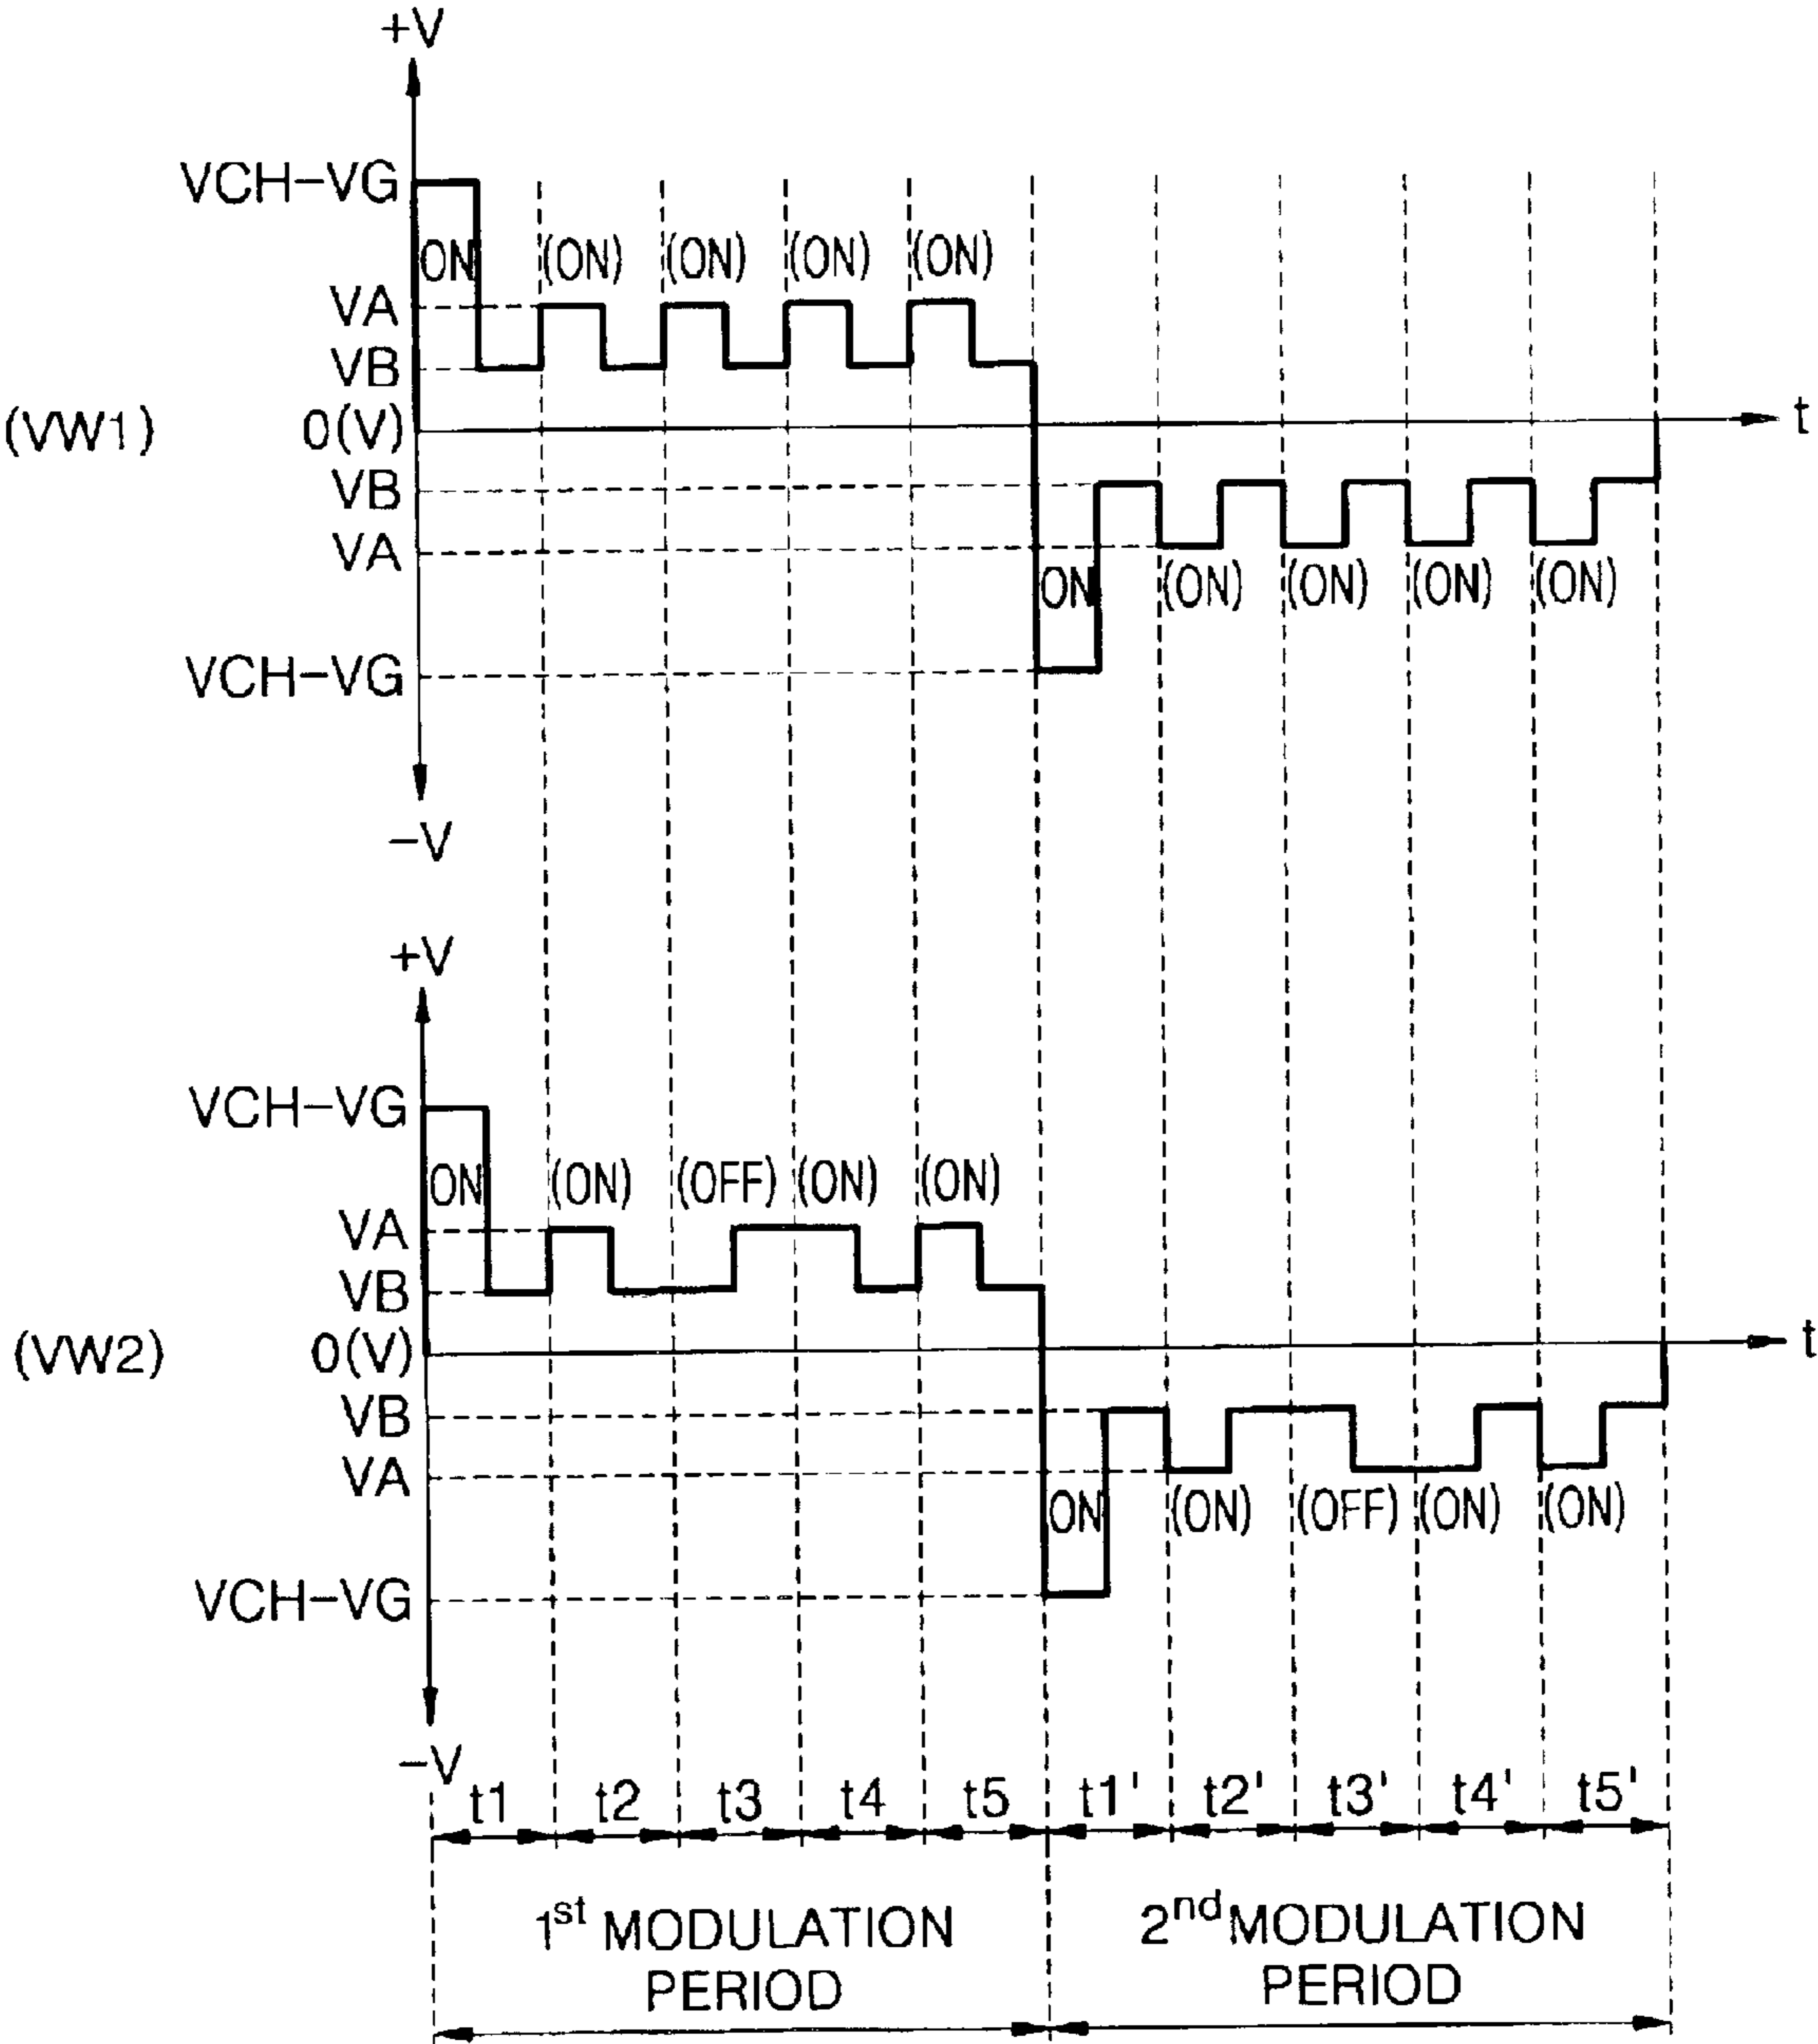 +V
VCH-VG
ON (ON) (ON) (ON) (ON)
VA
VB
(VW1) 0(V) t
VB
VA
ON (ON) (ON) (ON) (ON)
VCH-VG
-V
+V
VCH-VG
ON (ON) (OFF) (ON) (ON)
VA
VB
(VW2) 0(V) t
VB
VA
ON (ON) (OFF) (ON) (ON)
VCH-VG
-V
t1 t2 t3 t4 t5 t1' t2' t3' t4' t5'
1st MODULATION PERIOD
2nd MODULATION PERIOD